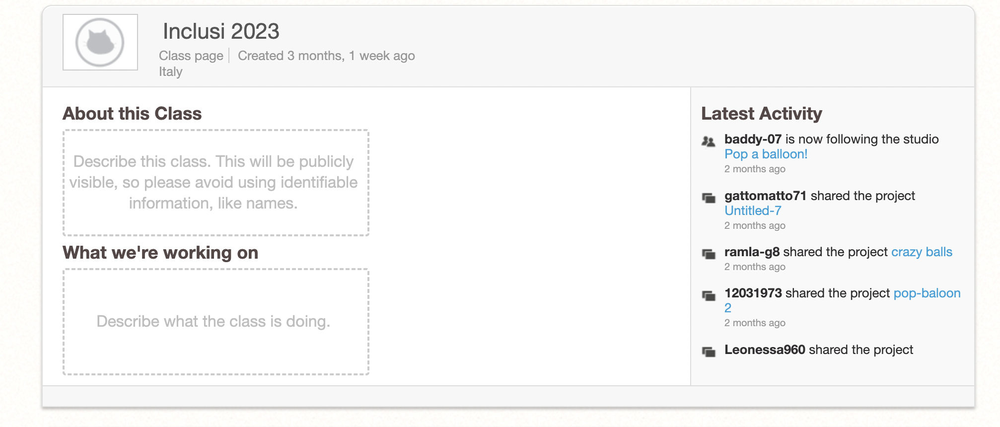 Inclusi 2023
Class page Created 3 months, 1 week ago
Italy
About this Class
Describe this class. This will be publicly
visible, so please avoid using identifiable
information, like names.
What we're working on
Describe what the class is doing.
Latest Activity
baddy-07 is now following the studio
Pop a balloon!
2 months ago
gattomatto71 shared the project
Untitled-7
2 months ago
ramla-g8 shared the project crazy balls
2 months ago
12031973 shared the project pop-baloon
2
2 months ago
Leonessa960 shared the project